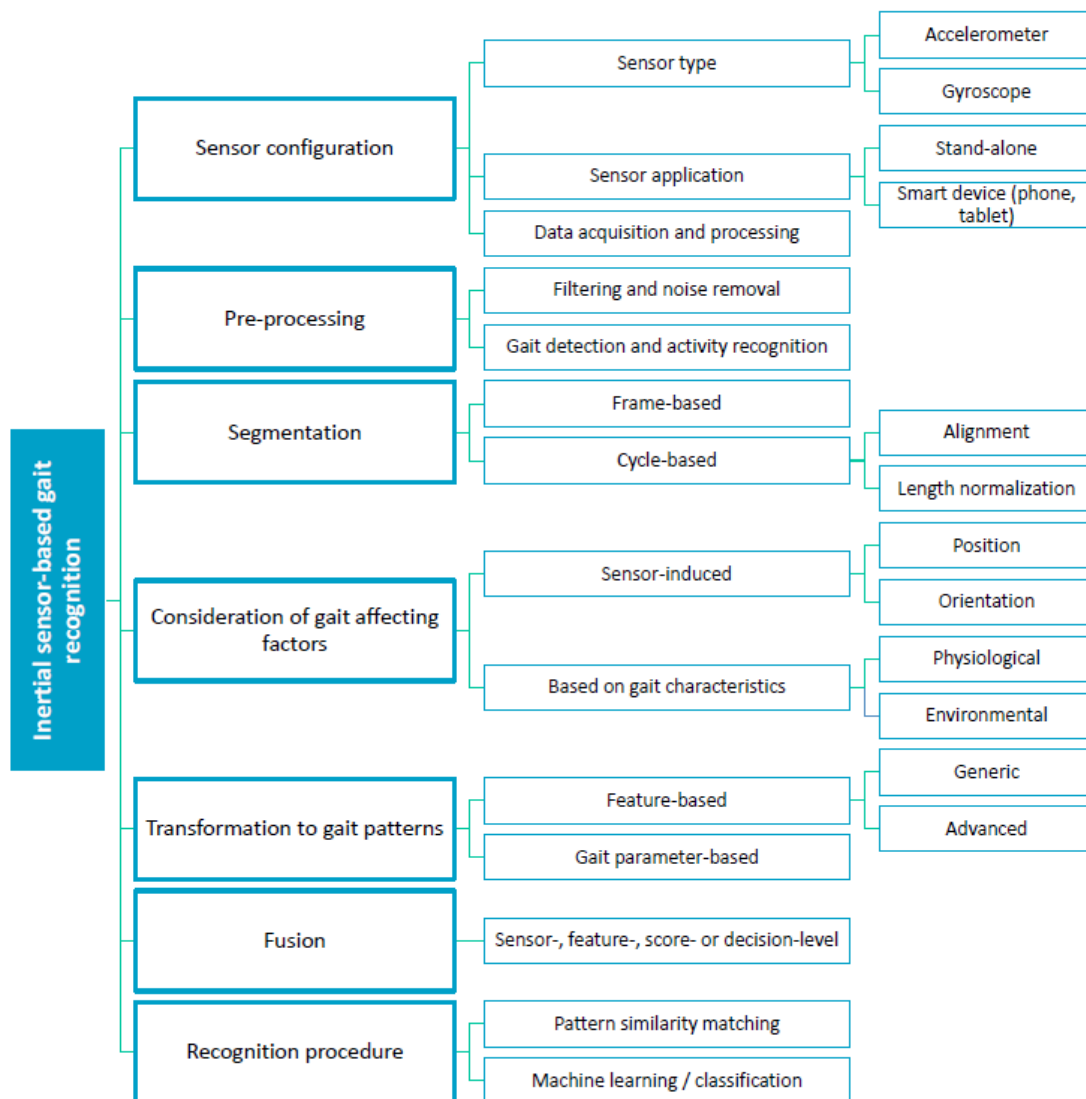 Inertial sensor-based gait
recognition
Sensor configuration
Sensor type
Accelerometer
Gyroscope
Sensor application
Stand-alone
Smart device (phone,
tablet)
Data acquisition and processing
Pre-processing
Filtering and noise removal
Gait detection and activity recognition
Segmentation
Frame-based
Cycle-based
Alignment
Length normalization
Consideration of gait affecting
factors
Sensor-induced
Position
Orientation
Based on gait characteristics
Physiological
Environmental
Transformation to gait patterns
Feature-based
Generic
Advanced
Gait parameter-based
Fusion
Sensor-, feature-, score- or decision-level
Recognition procedure
Pattern similarity matching
Machine learning / classification